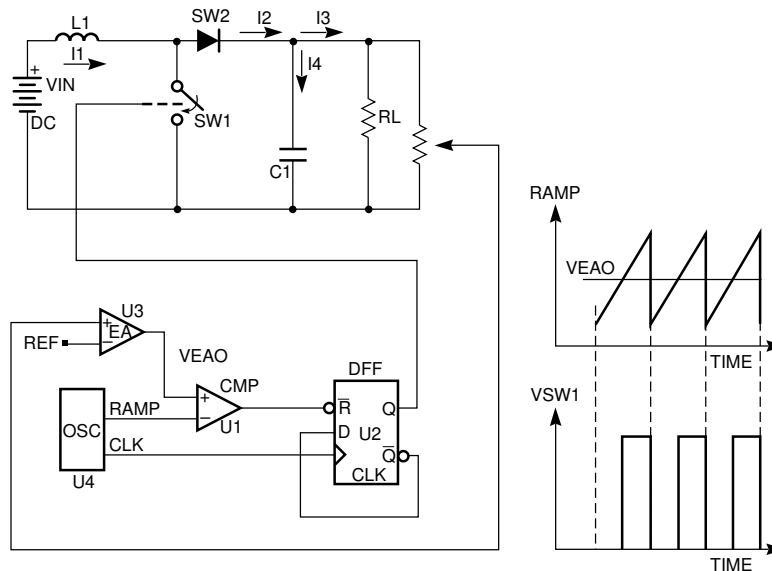 L1
SW2
I2
I3
I1
I4
+
VIN
DC
SW1
RL
C1
RAMP
VEAO
TIME
U3
+
EA
−
REF
VEAO
DFF
CMP
+
−
U1
R
Q
D
U2
Q
CLK
RAMP
OSC
CLK
U4
VSW1
TIME